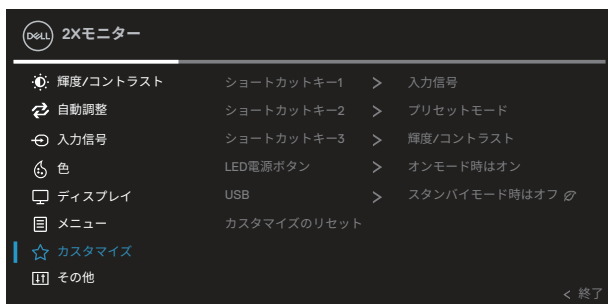 DELL 2Xモニター
輝度/コントラスト ショートカットキー1 > 入力信号
自動調整 ショートカットキー2 > プリセットモード
入力信号 ショートカットキー3 > 輝度/コントラスト
色 LED電源ボタン > オンモード時はオン
ディスプレイ USB > スタンバイモード時はオフ
メニュー カスタマイズのリセット
カスタマイズ
その他
< 終了